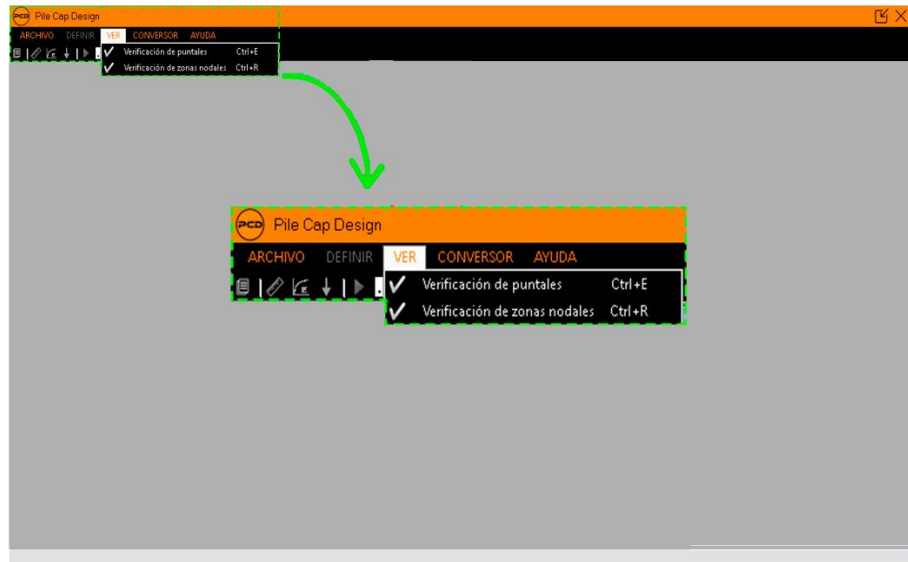 PCD Pile Cap Design
ARCHIVO DEFINIR VER CONVERSOR AYUDA
Verificación de puntales Ctrl+E
Verificación de zonas nodales Ctrl+R
PCD Pile Cap Design
ARCHIVO DEFINIR VER CONVERSOR AYUDA
Verificación de puntales Ctrl+E
Verificación de zonas nodales Ctrl+R